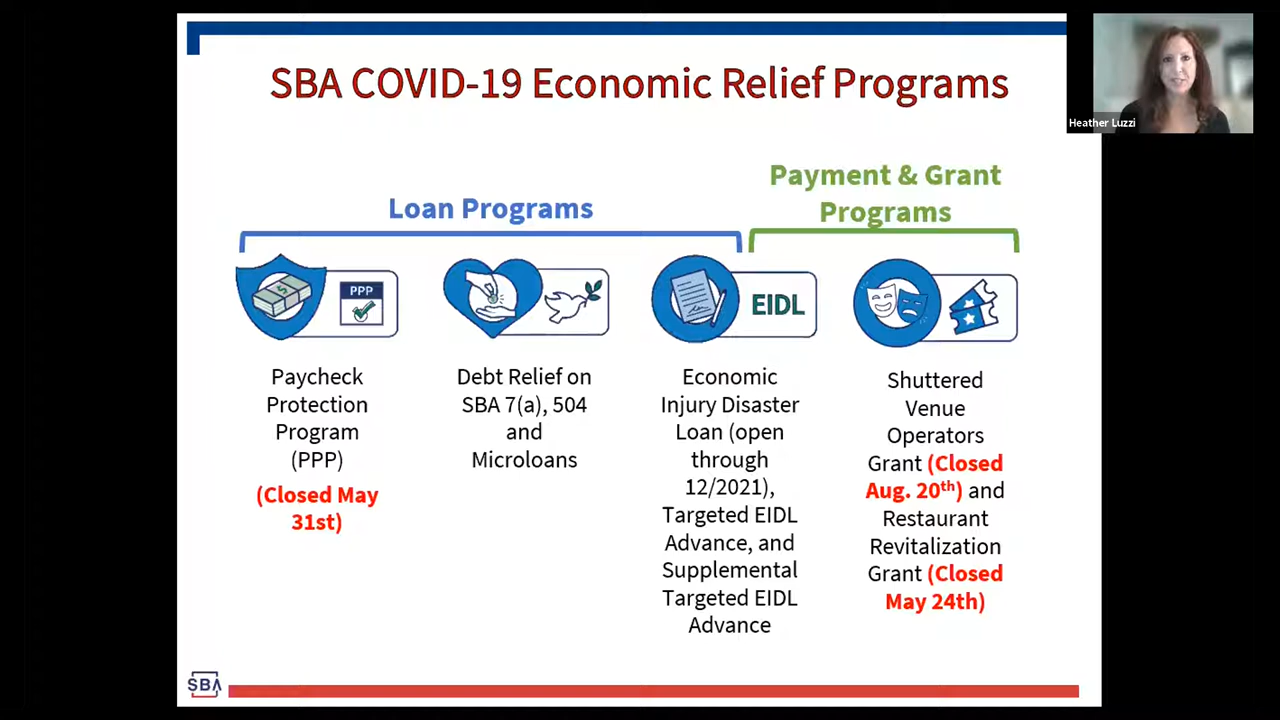 SBA COVID-19 Economic Relief Programs
Heather Luzzi
Loan Programs
Payment & Grant
Programs
PPP
EIDL
Paycheck
Protection
Program
(PPP)
(Closed May
31st)
Debt Relief on
SBA 7(a), 504
and
Microloans
Economic
Injury Disaster
Loan (open
through
12/2021),
Targeted EIDL
Advance, and
Supplemental
Targeted EIDL
Advance
Shuttered
Venue
Operators
Grant (Closed
Aug. 20th) and
Restaurant
Revitalization
Grant (Closed
May 24th)
SBA